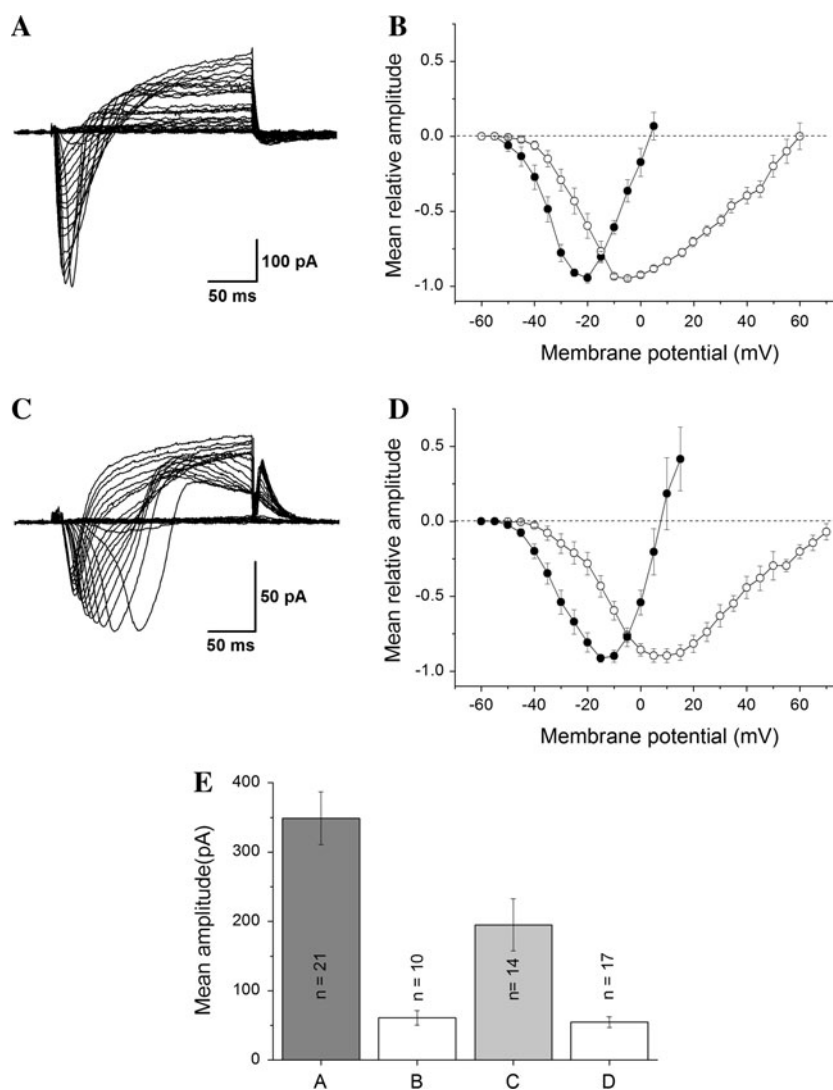 A
100 pA
50 ms
B
Mean relative amplitude
0.5
0.0
-0.5
-1.0
-60 -40 -20 0 20 40 60
Membrane potential (mV)
C
50 pA
50 ms
D
Mean relative amplitude
0.5
0.0
-0.5
-1.0
-60 -40 -20 0 20 40 60
Membrane potential (mV)
E
Mean amplitude(pA)
400
300
200
100
50
0
n = 21
n = 10
n= 14
n = 17
A B C D